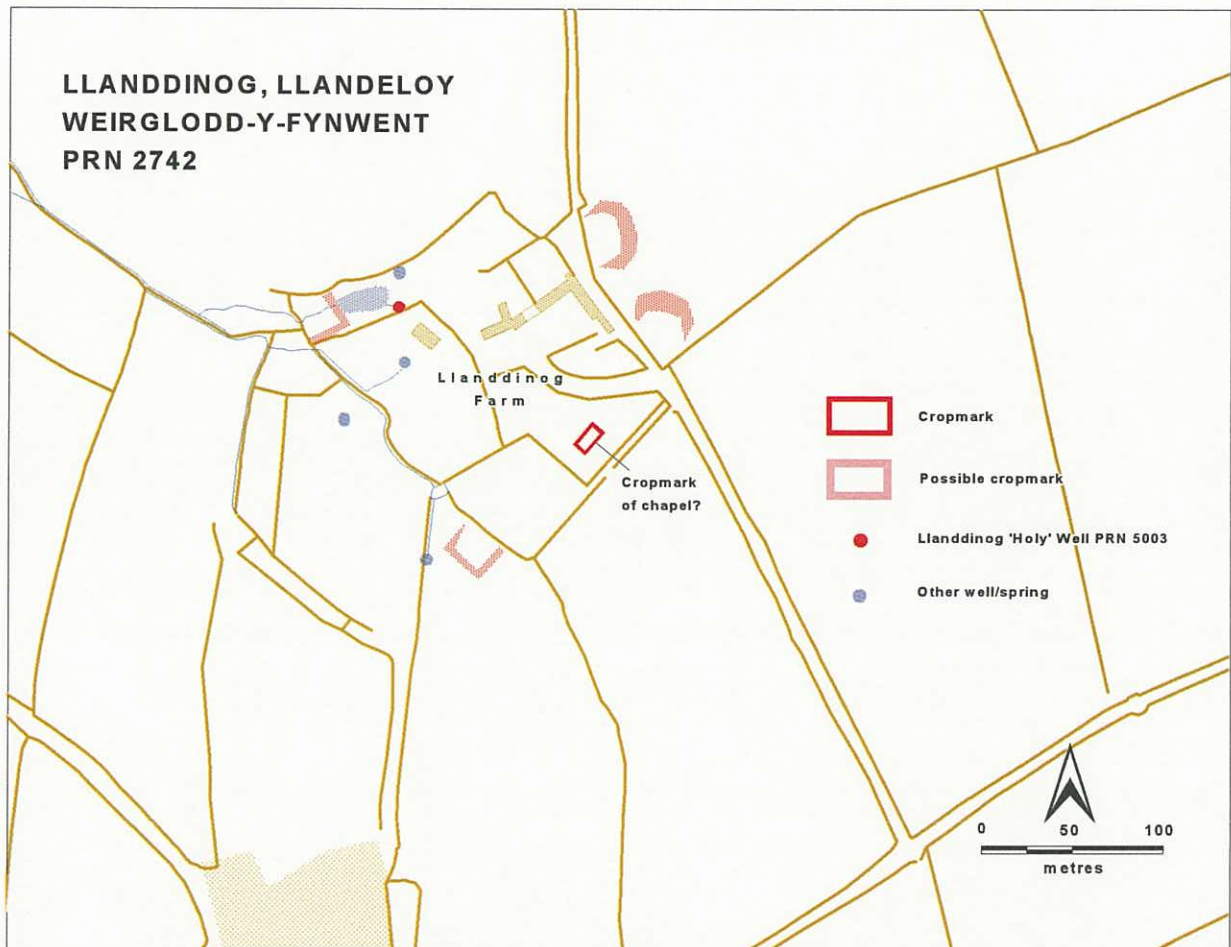 LLANDDINOG, LLANDELOY
WEIRGLODD-Y-FYNWENT
PRN 2742
Llanddinog
Farm
Cropmark
of chapel?
Cropmark
Possible cropmark
Llanddinog 'Holy' Well PRN 5003
Other well/spring
0 50 100
metres